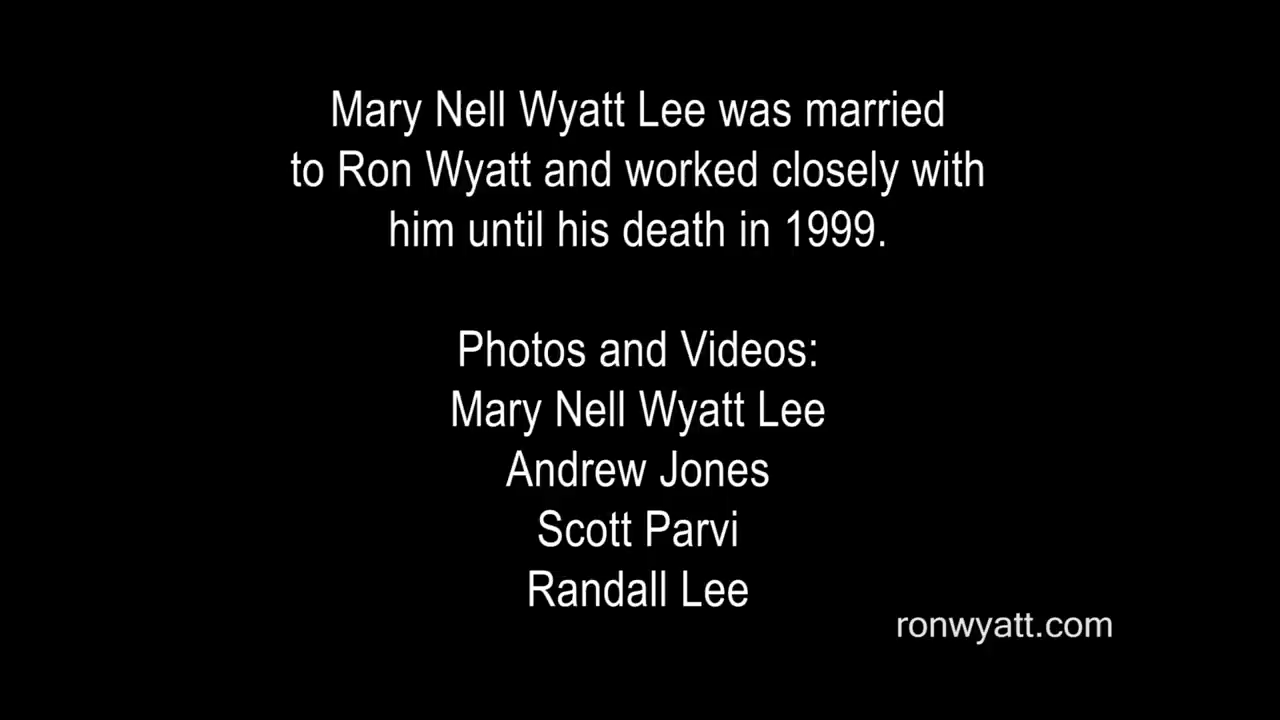 Mary Nell Wyatt Lee was married
to Ron Wyatt and worked closely with
him until his death in 1999.
Photos and Videos:
Mary Nell Wyatt Lee
Andrew Jones
Scott Parvi
Randall Lee
ronwyatt.com